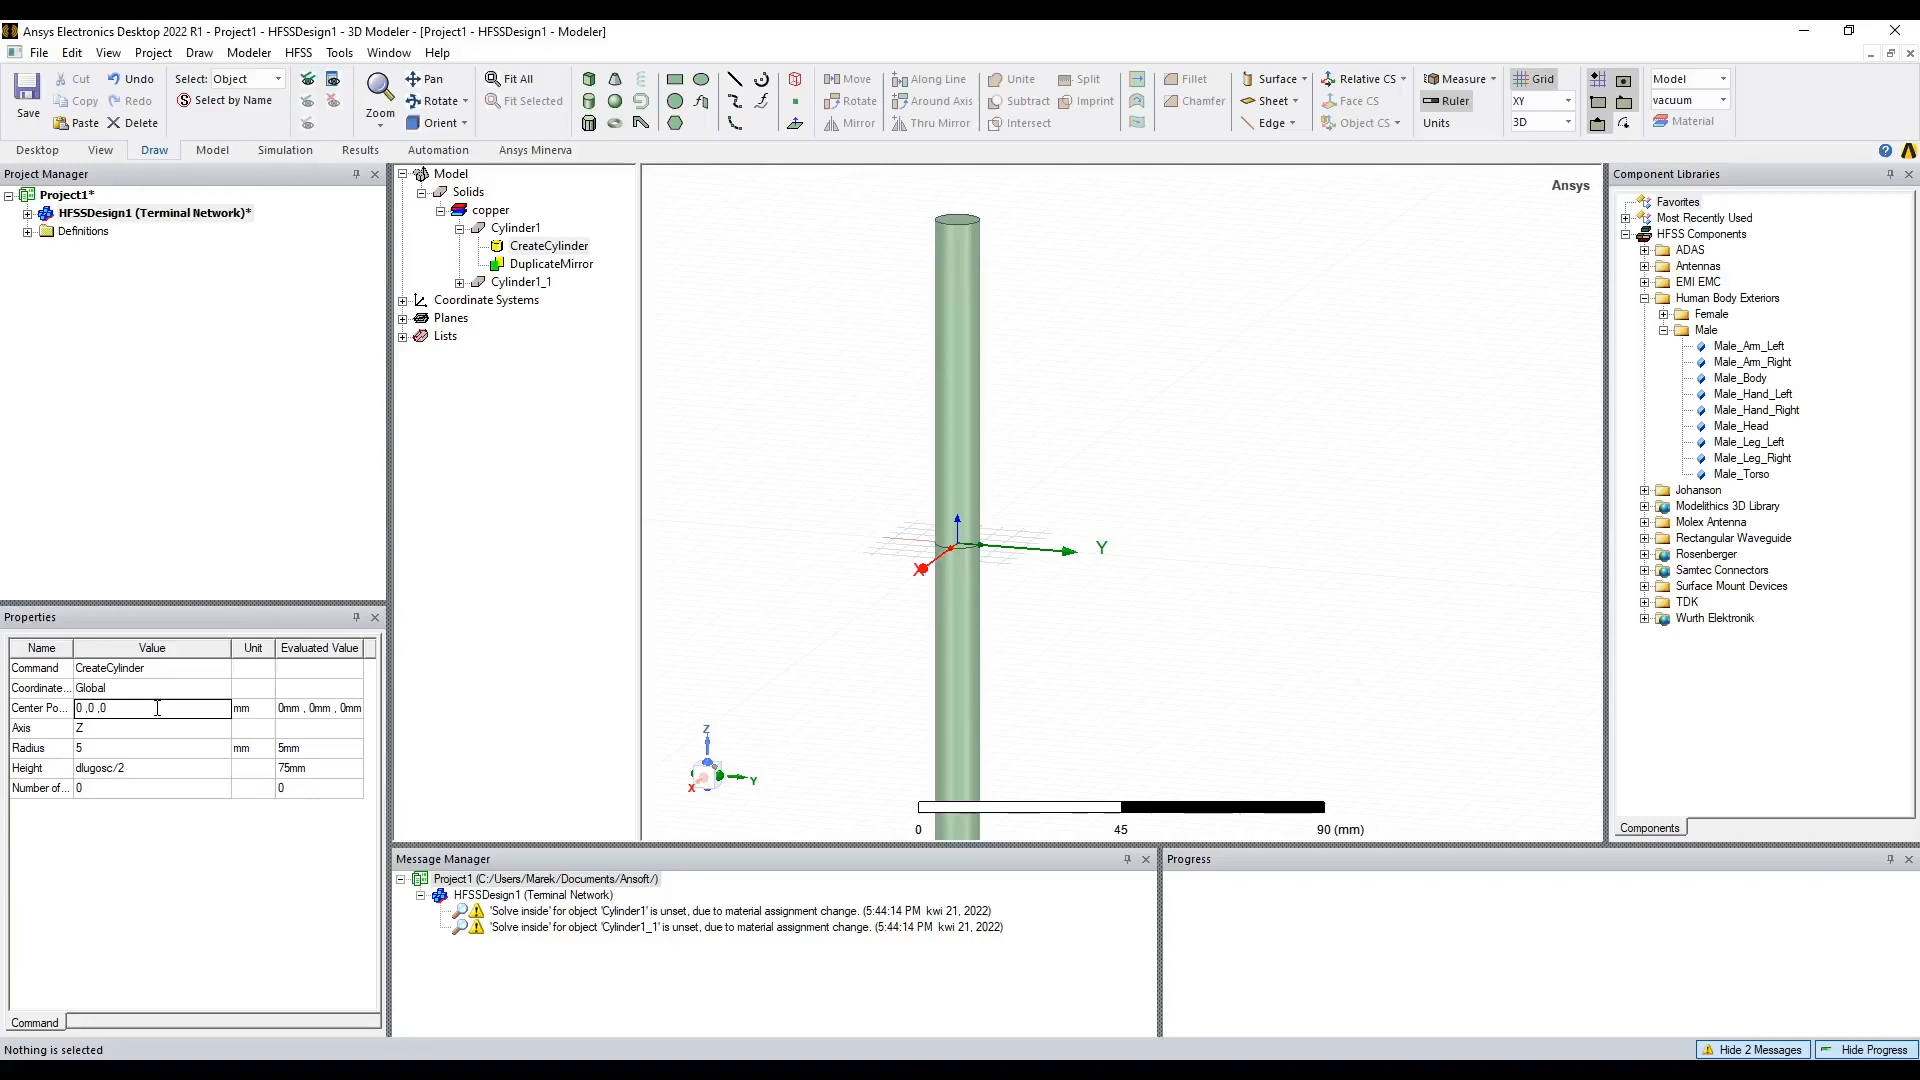 Ansys Electronics Desktop 2022 R1 - Project1 - HFSSDesign1 - 3D Modeler - [Project1 - HFSSDesign1 - Modeler]
File Edit View Project Draw Modeler HFSS Tools Window Help
Save
Cut Undo
Copy Redo
Paste Delete
Select: Object
Select by Name
Zoom
Pan
Rotate
Orient
Fit All
Fit Selected
Move Along Line
Rotate Around Axis
Mirror Thru Mirror
Unite Split
Subtract Imprint
Intersect
Fillet
Chamfer
Surface
Sheet
Edge
Relative CS
Face CS
Object CS
Measure
Ruler
Units
Grid
XY
3D
Model
vacuum
Material
Desktop View Draw Model Simulation Results Automation Ansys Minerva
Project Manager
Project1*
HFSSDesign1 (Terminal Network)*
Definitions
Properties
Name Value Unit Evaluated Value
Command CreateCylinder
Coordinate... Global
Center Po... 0 ,0 ,0 mm 0mm , 0mm , 0mm
Axis Z
Radius 5 mm 5mm
Height dlugosc/2 75mm
Number of... 0 0
Command
Model
Solids
copper
Cylinder1
CreateCylinder
DuplicateMirror
Cylinder1_1
Coordinate Systems
Planes
Lists
Ansys
X
Y
Z
Y
X
0 45 90 (mm)
Component Libraries
Favorites
Most Recently Used
HFSS Components
ADAS
Antennas
EMI EMC
Human Body Exteriors
Female
Male
Male_Arm_Left
Male_Arm_Right
Male_Body
Male_Hand_Left
Male_Hand_Right
Male_Head
Male_Leg_Left
Male_Leg_Right
Male_Torso
Johanson
Modelithics 3D Library
Molex Antenna
Rectangular Waveguide
Rosenberger
Samtec Connectors
Surface Mount Devices
TDK
Wurth Elektronik
Components
Message Manager
Project1 (C:/Users/Marek/Documents/Ansoft/)
HFSSDesign1 (Terminal Network)
'Solve inside' for object 'Cylinder1' is unset, due to material assignment change. (5:44:14 PM kwi 21, 2022)
'Solve inside' for object 'Cylinder1_1' is unset, due to material assignment change. (5:44:14 PM kwi 21, 2022)
Progress
Nothing is selected
Hide 2 Messages
Hide Progress